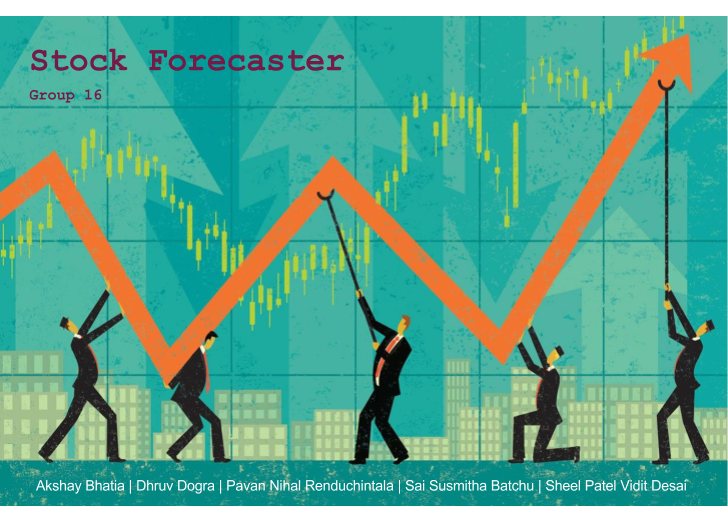 Stock Forecaster
Group 16
Akshay Bhatia | Dhruv Dogra | Pavan Nihal Renduchintala | Sai Susmitha Batchu | Sheel Patel Vidit Desai